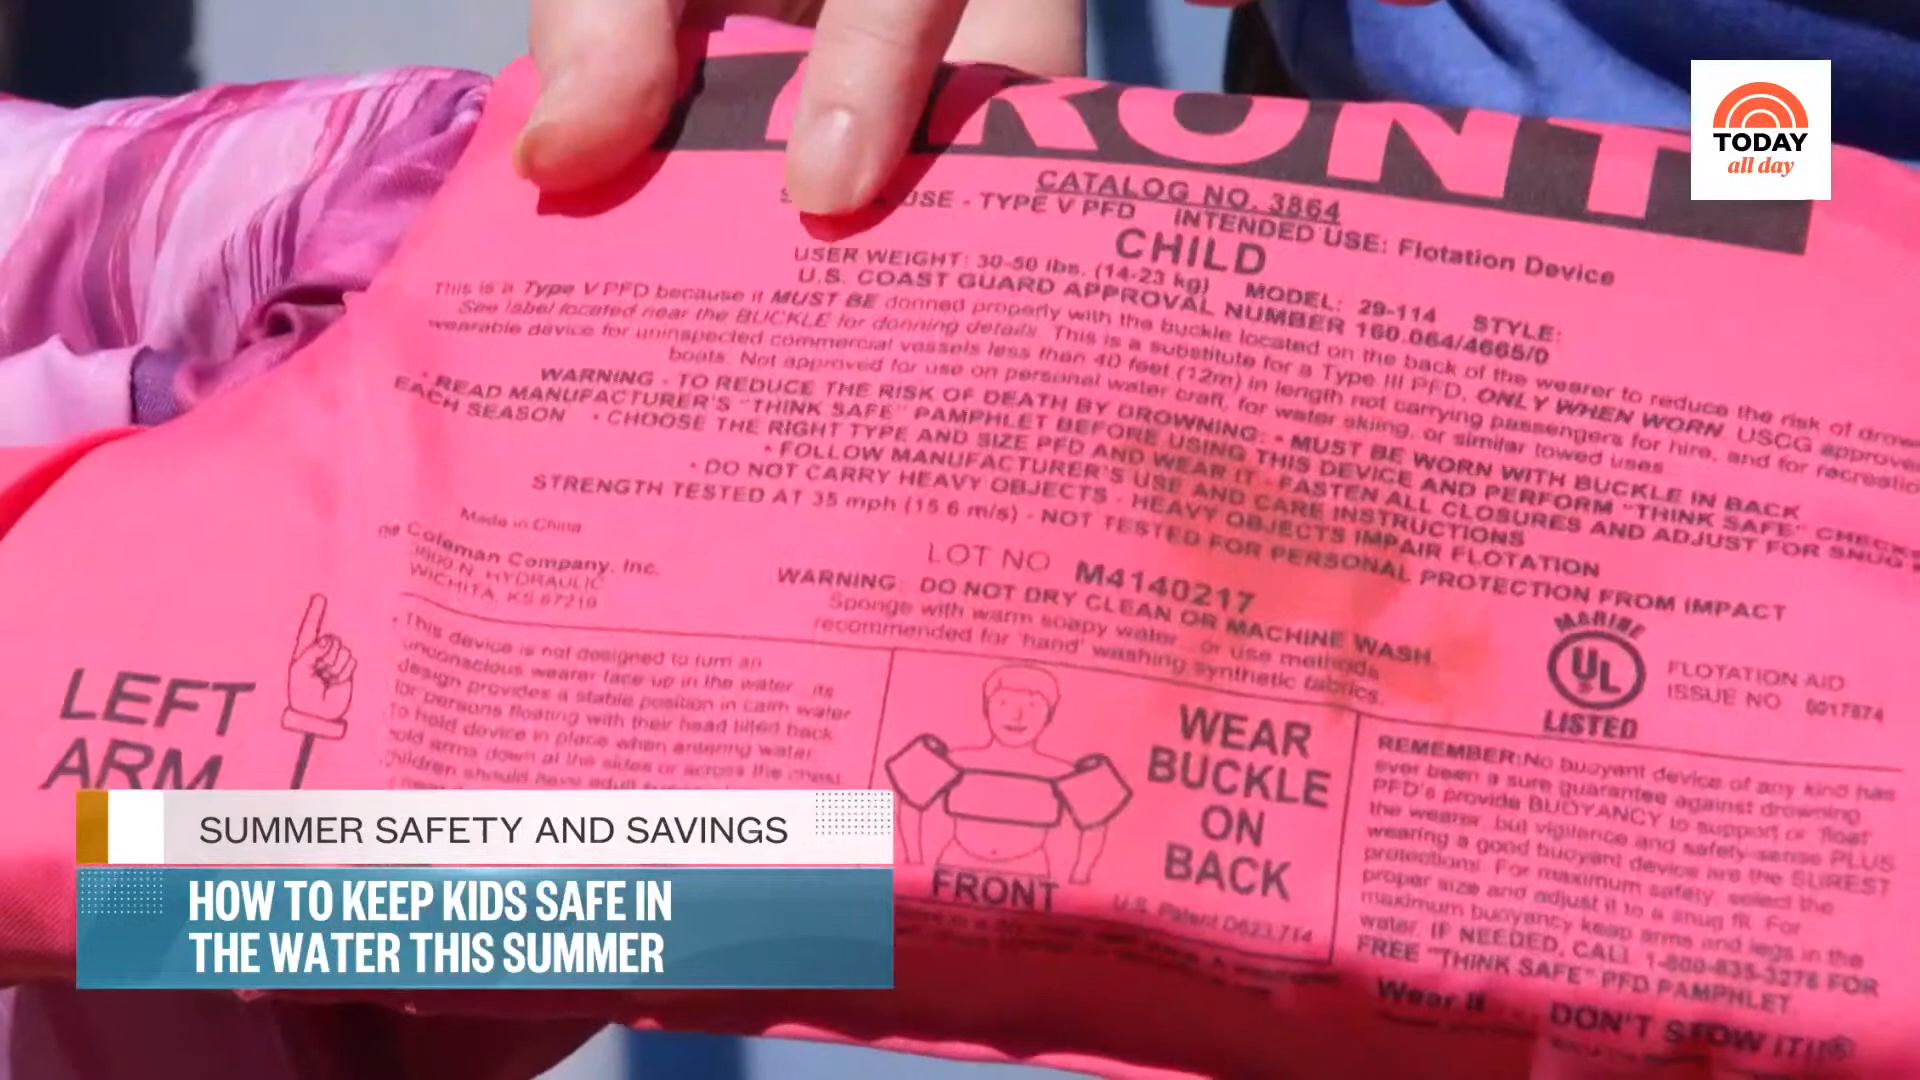 FRONT
TODAY
all day
CATALOG NO. 3864
USE - TYPE V PFD INTENDED USE: Flotation Device
CHILD
USER WEIGHT: 30-50 lbs. (14-23 kg) MODEL: 29-114 STYLE:
U.S. COAST GUARD APPROVAL NUMBER 160.064/4665/0
This is a Type V PFD because it MUST BE donned properly with the buckle located on the back of the wearer to reduce the risk of
See label located near the BUCKLE for donning details. This is a substitute for a Type III PFD, ONLY WHEN WORN. USCG
wearable device for uninspected commercial vessels less than 40 feet (12m) in length not carrying passengers for hire, and for
boats. Not approved for use on personal water craft, for water skiing, or similar towed uses
WARNING - TO REDUCE THE RISK OF DEATH BY DROWNING: • MUST BE WORN WITH BUCKLE IN BACK
• READ MANUFACTURER'S "THINK SAFE" PAMPHLET BEFORE USING THIS DEVICE AND PERFORM "THINK SAFE" CHECKS
EACH SEASON • CHOOSE THE RIGHT TYPE AND SIZE PFD AND WEAR IT - FASTEN ALL CLOSURES AND ADJUST FOR SNUG
• FOLLOW MANUFACTURER'S USE AND CARE INSTRUCTIONS
• DO NOT CARRY HEAVY OBJECTS - HEAVY OBJECTS IMPAIR FLOTATION
STRENGTH TESTED AT 35 mph (15.6 m/s) - NOT TESTED FOR PERSONAL PROTECTION FROM IMPACT
Made in China
The Coleman Company, Inc.
3600 N. HYDRAULIC
WICHITA, KS 67219
LOT NO M4140217
WARNING: DO NOT DRY CLEAN OR MACHINE WASH.
Sponge with warm soapy water or use methods
recommended for 'hand' washing synthetic fabrics.
MARINE
UL
LISTED
FLOTATION AID
ISSUE NO
LEFT
ARM
• This device is not designed to turn an
unconscious wearer face up in the water. Its
design provides a stable position in calm water
for persons floating with their head tilted back
To hold device in place when entering water
hold arms down at the sides or across the chest.
Children should have adult
FRONT
WEAR
BUCKLE
ON
BACK
U.S. Patent D623,714
REMEMBER: No buoyant device of any kind has
ever been a sure guarantee against drowning
PFD's provide BUOYANCY to support or 'float'
the wearer, but vigilance and safety-sense PLUS
wearing a good buoyant device are the SUREST
protections. For maximum safety, select the
proper size and adjust it to a snug fit. For
maximum buoyancy keep arms and legs in the
water. IF NEEDED, CALL 1-800-835-3278 FOR
FREE "THINK SAFE" PFD PAMPHLET.
Wear It DON'T STOW IT!!®
SUMMER SAFETY AND SAVINGS
HOW TO KEEP KIDS SAFE IN
THE WATER THIS SUMMER